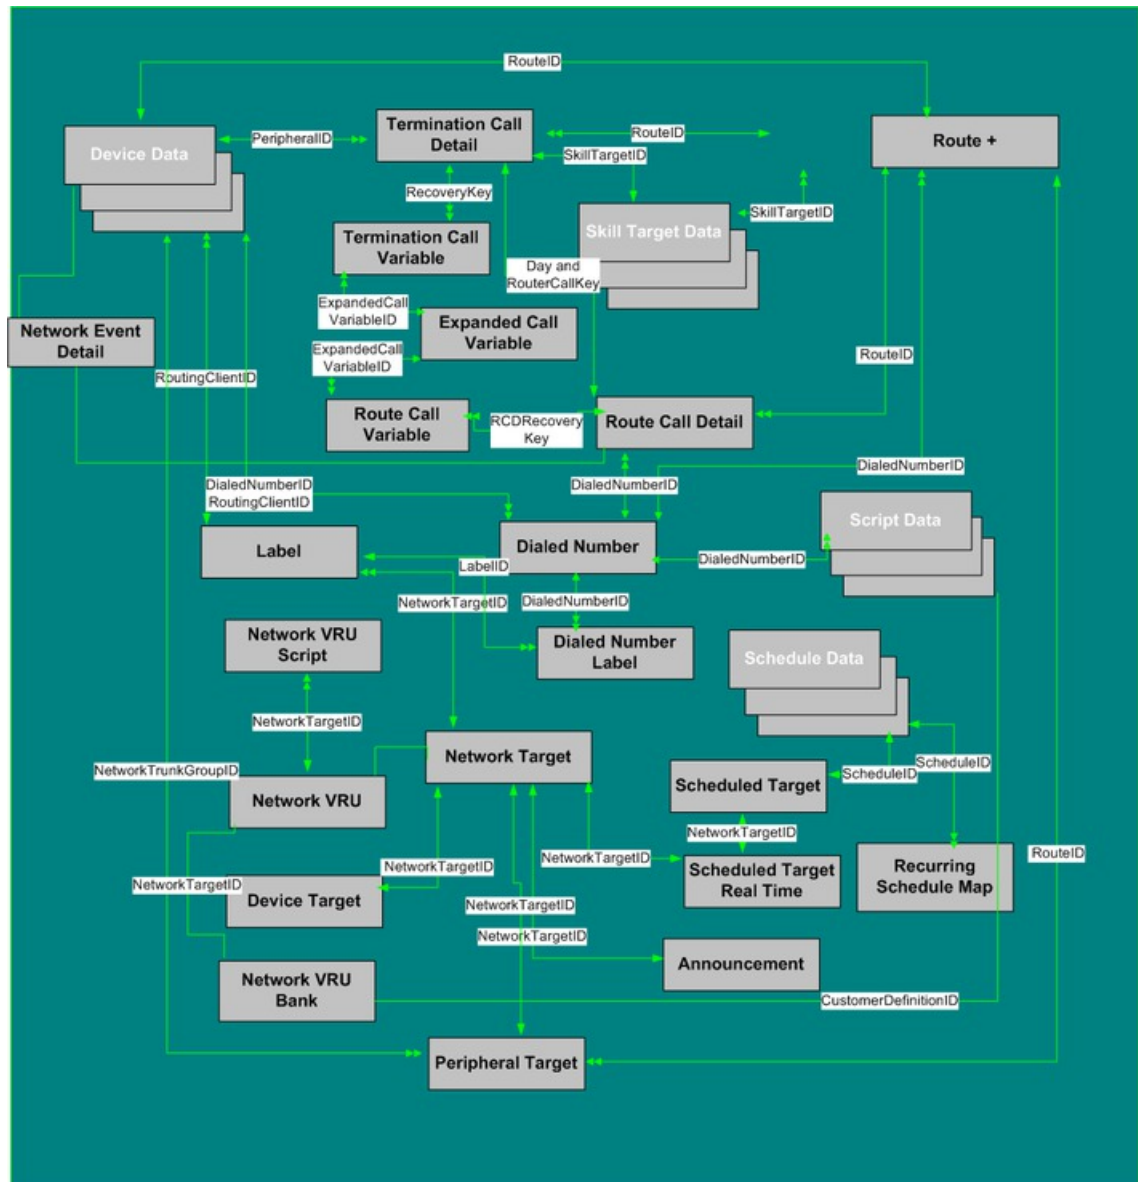 RouteID
Device Data
PeripheralID
Termination Call
Detail
RouteID
SkillTargetID
Route +
RecoveryKey
SkillTargetID
Termination Call
Variable
Skill Target Data
Day and
RouterCallKey
ExpandedCall
VariableID
Expanded Call
Variable
Network Event
Detail
ExpandedCall
VariableID
RouteID
RoutingClientID
Route Call
Variable
RCDRecovery
Key
Route Call Detail
DialedNumberID
DialedNumberID
RoutingClientID
DialedNumberID
Script Data
Label
Dialed Number
LabelID
DialedNumberID
NetworkTargetID
DialedNumberID
Network VRU
Script
Dialed Number
Label
Schedule Data
NetworkTargetID
Network Target
NetworkTrunkGroupID
ScheduleID
ScheduleID
Network VRU
Scheduled Target
NetworkTargetID
NetworkTargetID
NetworkTargetID
RouteID
NetworkTargetID
Device Target
Scheduled Target
Real Time
Recurring
Schedule Map
NetworkTargetID
NetworkTargetID
Announcement
Network VRU
Bank
CustomerDefinitionID
Peripheral Target